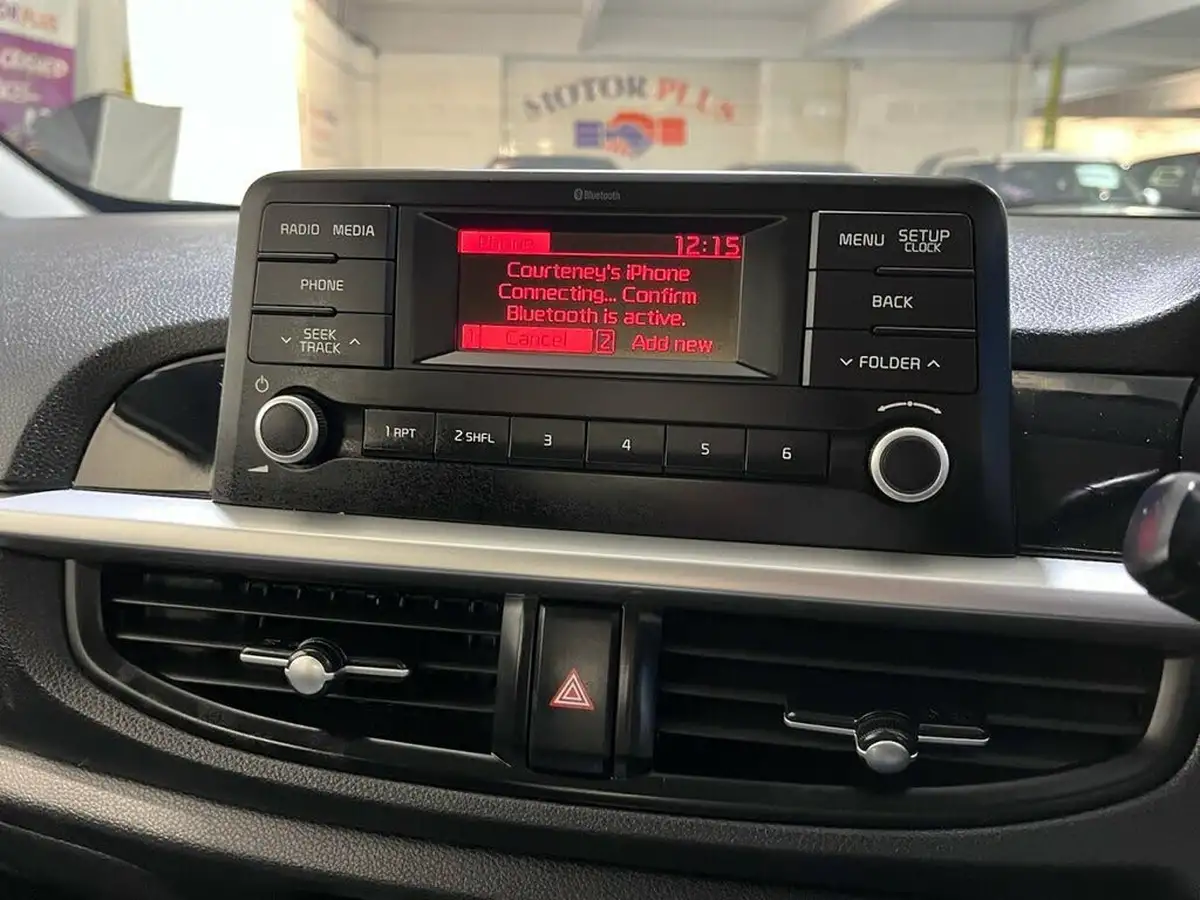 MOTOR PLUS
Bluetooth
RADIO MEDIA
PHONE
SEEK
TRACK
Phone 12:15
Courteney's iPhone
Connecting... Confirm
Bluetooth is active.
1 Cancel 2 Add new
MENU SETUP
CLOCK
BACK
FOLDER
1 RPT 2 SHFL 3 4 5 6